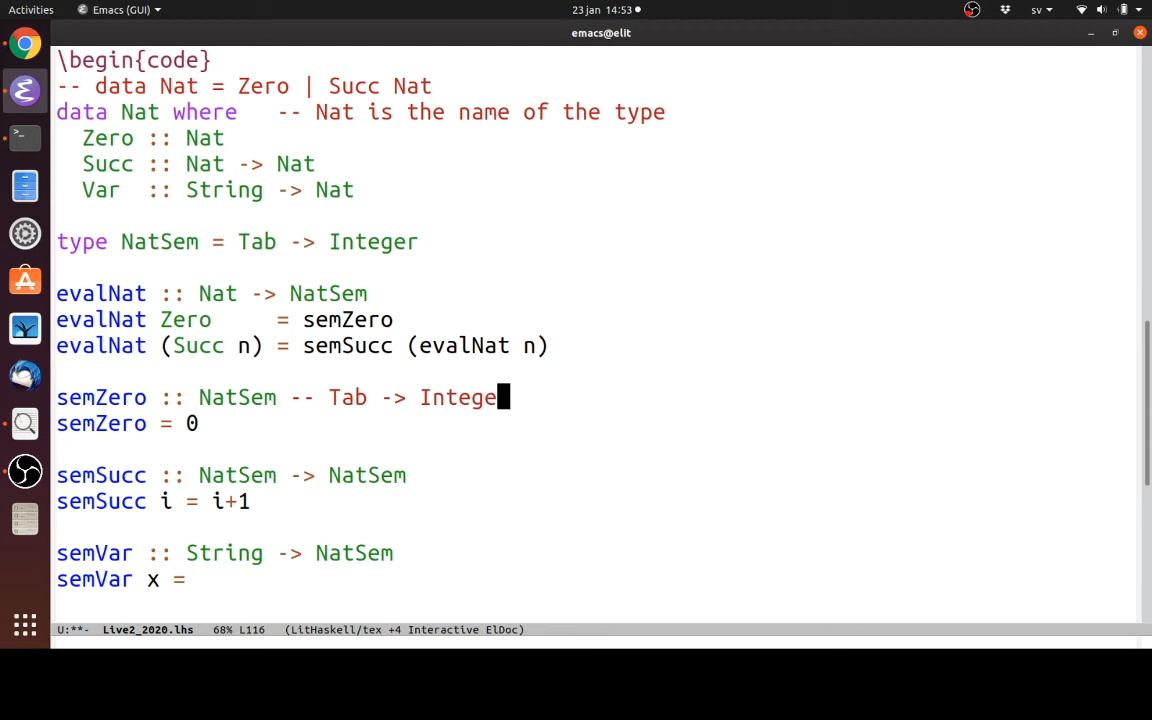 Activities Emacs (GUI) 23 jan 14:53 sv
emacs@elit
\begin{code}
-- data Nat = Zero | Succ Nat
data Nat where   -- Nat is the name of the type
  Zero :: Nat
  Succ :: Nat -> Nat
  Var  :: String -> Nat
type NatSem = Tab -> Integer
evalNat :: Nat -> NatSem
evalNat Zero     = semZero
evalNat (Succ n) = semSucc (evalNat n)
semZero :: NatSem -- Tab -> Intege
semZero = 0
semSucc :: NatSem -> NatSem
semSucc i = i+1
semVar :: String -> NatSem
semVar x =
U:**-  Live2_2020.lhs   68% L116   (LitHaskell/tex +4 Interactive ElDoc)